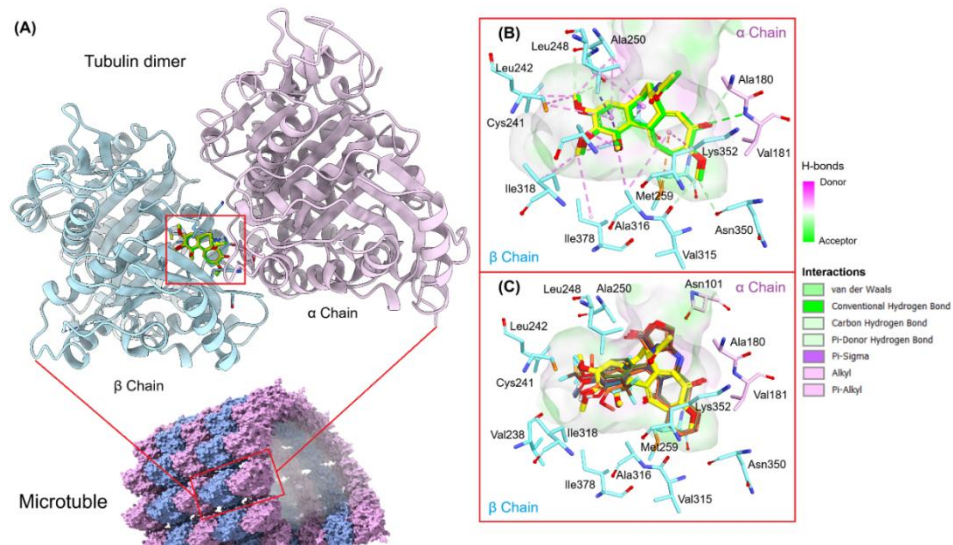 (A)
Tubulin dimer
α Chain
β Chain
Microtuble
(B)
α Chain
Ala250
Leu248
Leu242
Ala180
Cys241
Lys352
Val181
Ile318
Met259
Ala316
Asn350
Ile378
Val315
β Chain
(C)
α Chain
Leu248
Ala250
Asn101
Leu242
Ala180
Cys241
Lys352
Val181
Val238
Ile318
Met259
Ala316
Asn350
Ile378
Val315
β Chain
H-bonds
Donor
Acceptor
Interactions
van der Waals
Conventional Hydrogen Bond
Carbon Hydrogen Bond
Pi-Donor Hydrogen Bond
Pi-Sigma
Alkyl
Pi-Alkyl